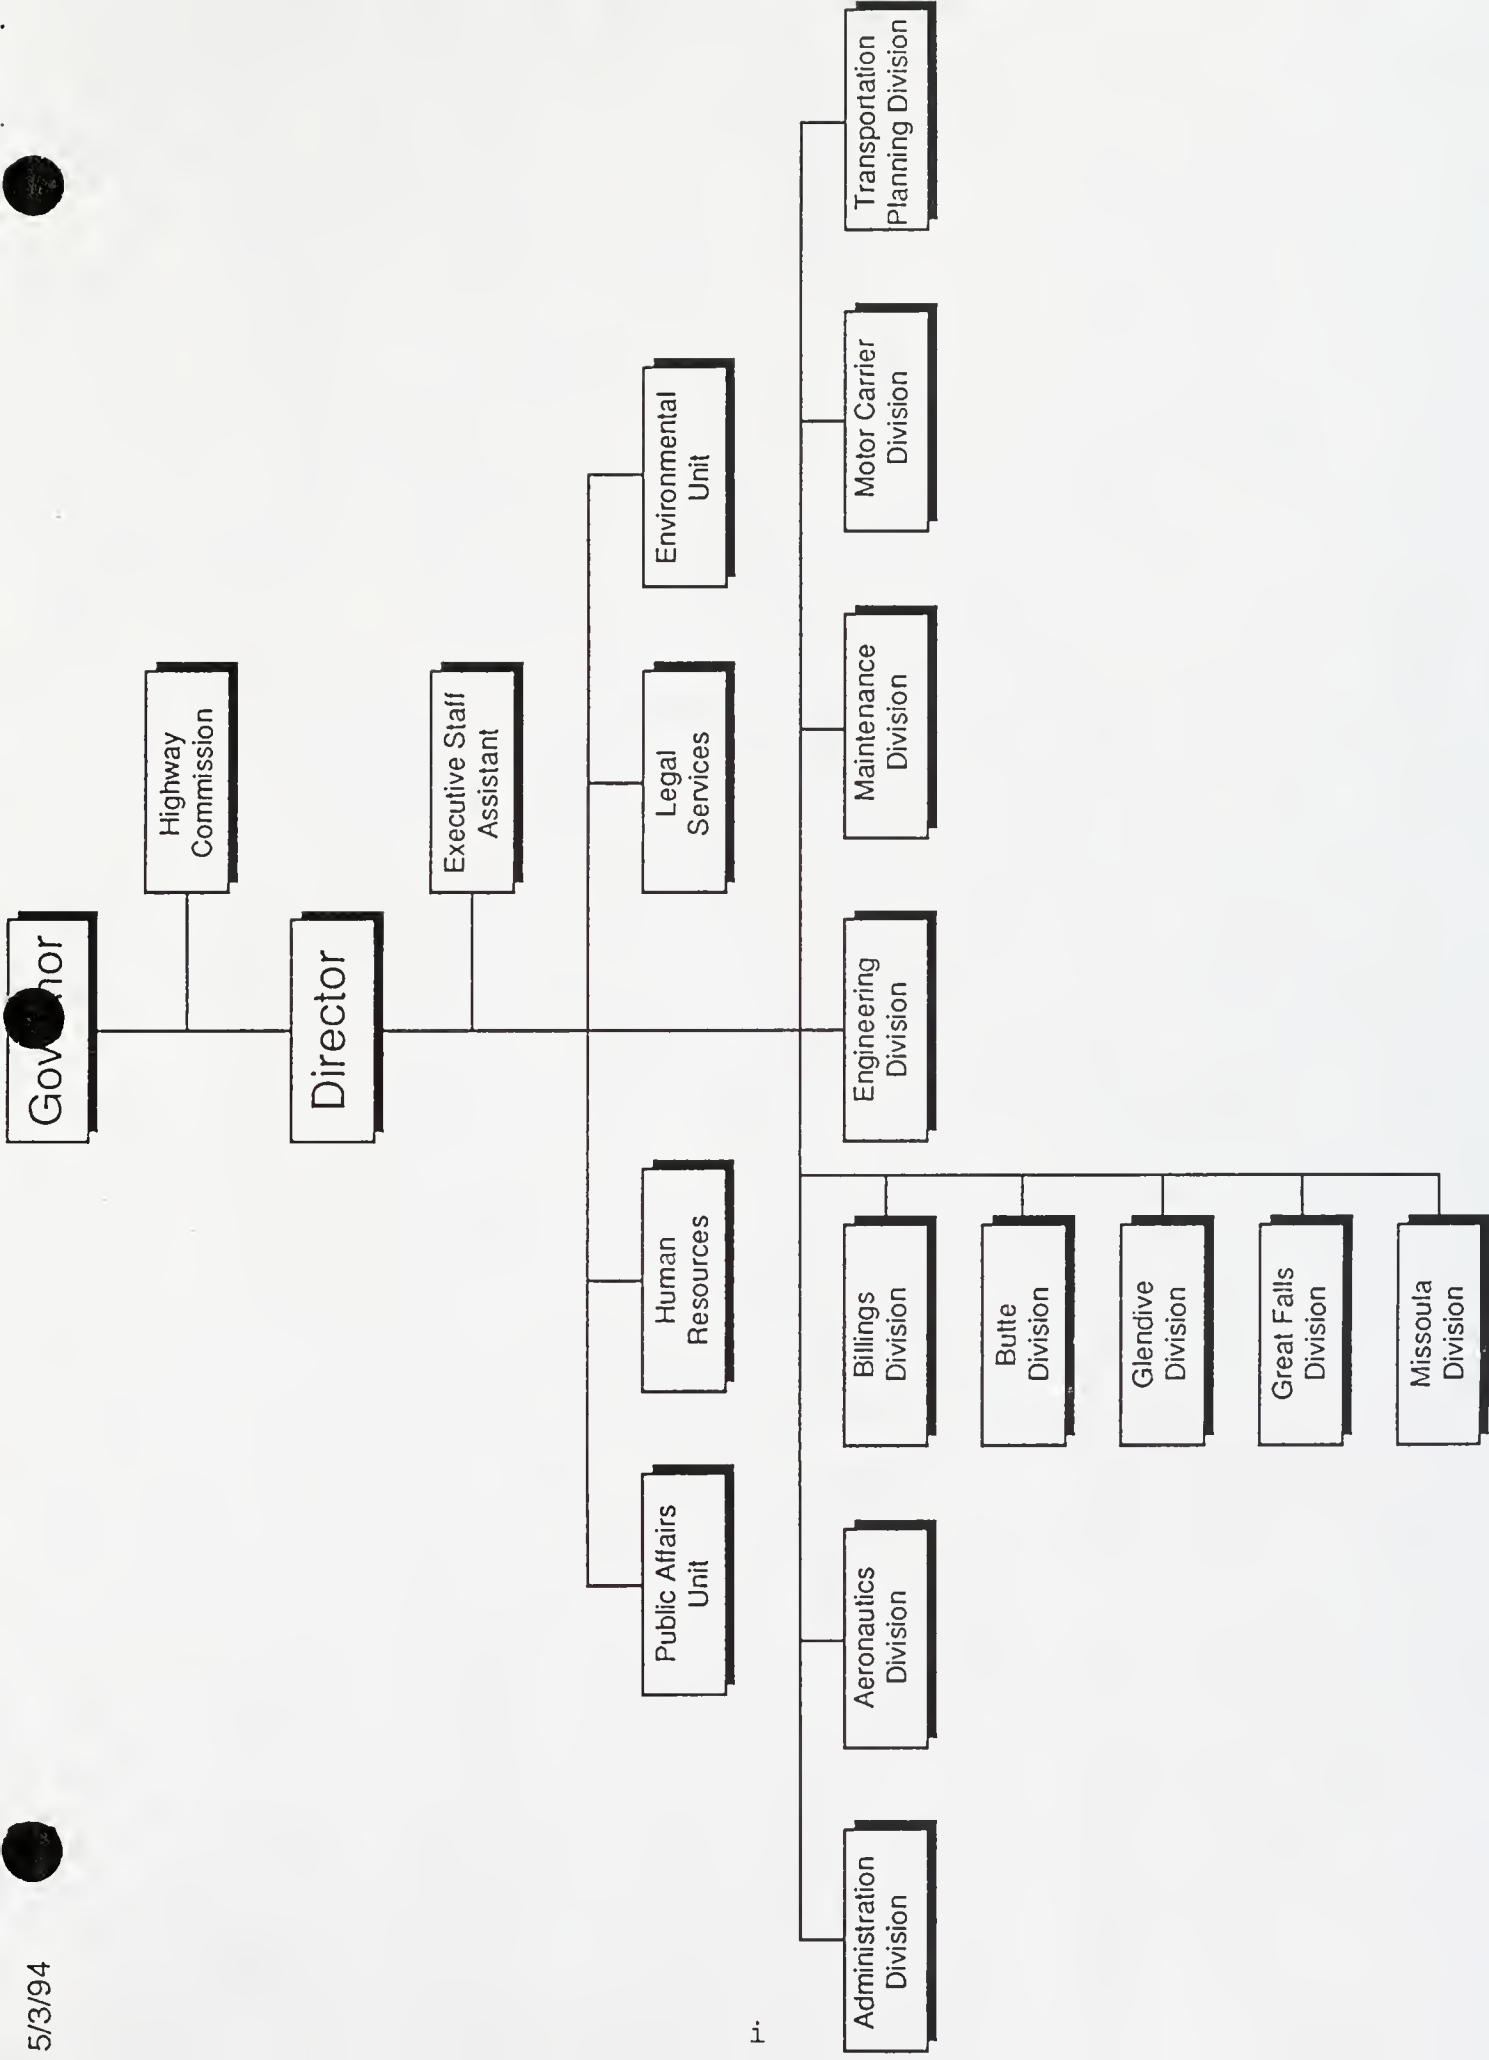 5/3/94
Governor
Highway
Commission
Director
Executive Staff
Assistant
Public Affairs
Unit
Human
Resources
Legal
Services
Environmental
Unit
Administration
Division
Aeronautics
Division
Billings
Division
Butte
Division
Glendive
Division
Great Falls
Division
Missoula
Division
Engineering
Division
Maintenance
Division
Motor Carrier
Division
Transportation
Planning Division
i